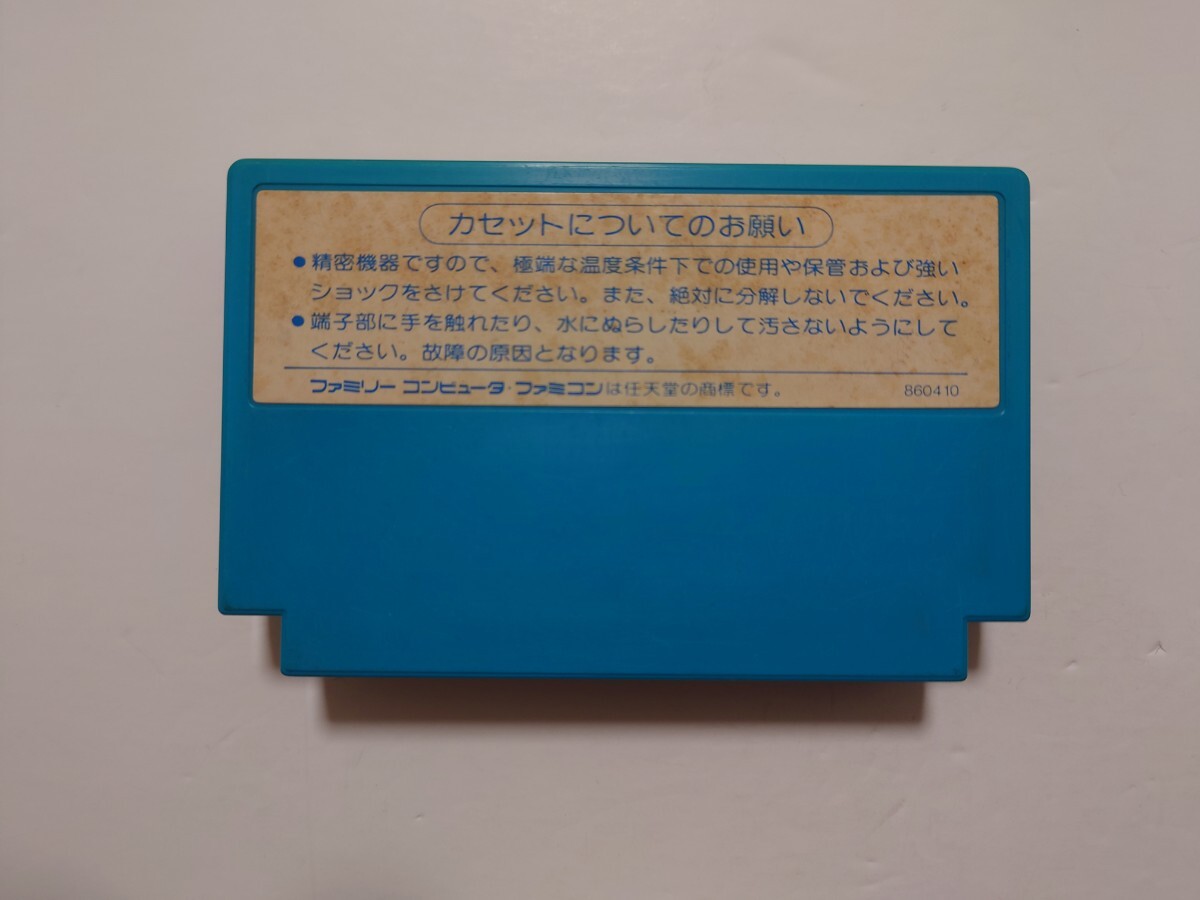 カセットについてのお願い
●精密機器ですので、極端な温度条件下での使用や保管および強い
ショックをさけてください。また、絶対に分解しないでください。
●端子部に手を触れたり、水にぬらしたりして汚さないようにして
ください。故障の原因となります。
ファミリー コンピュータ・ファミコンは任天堂の商標です。 860410